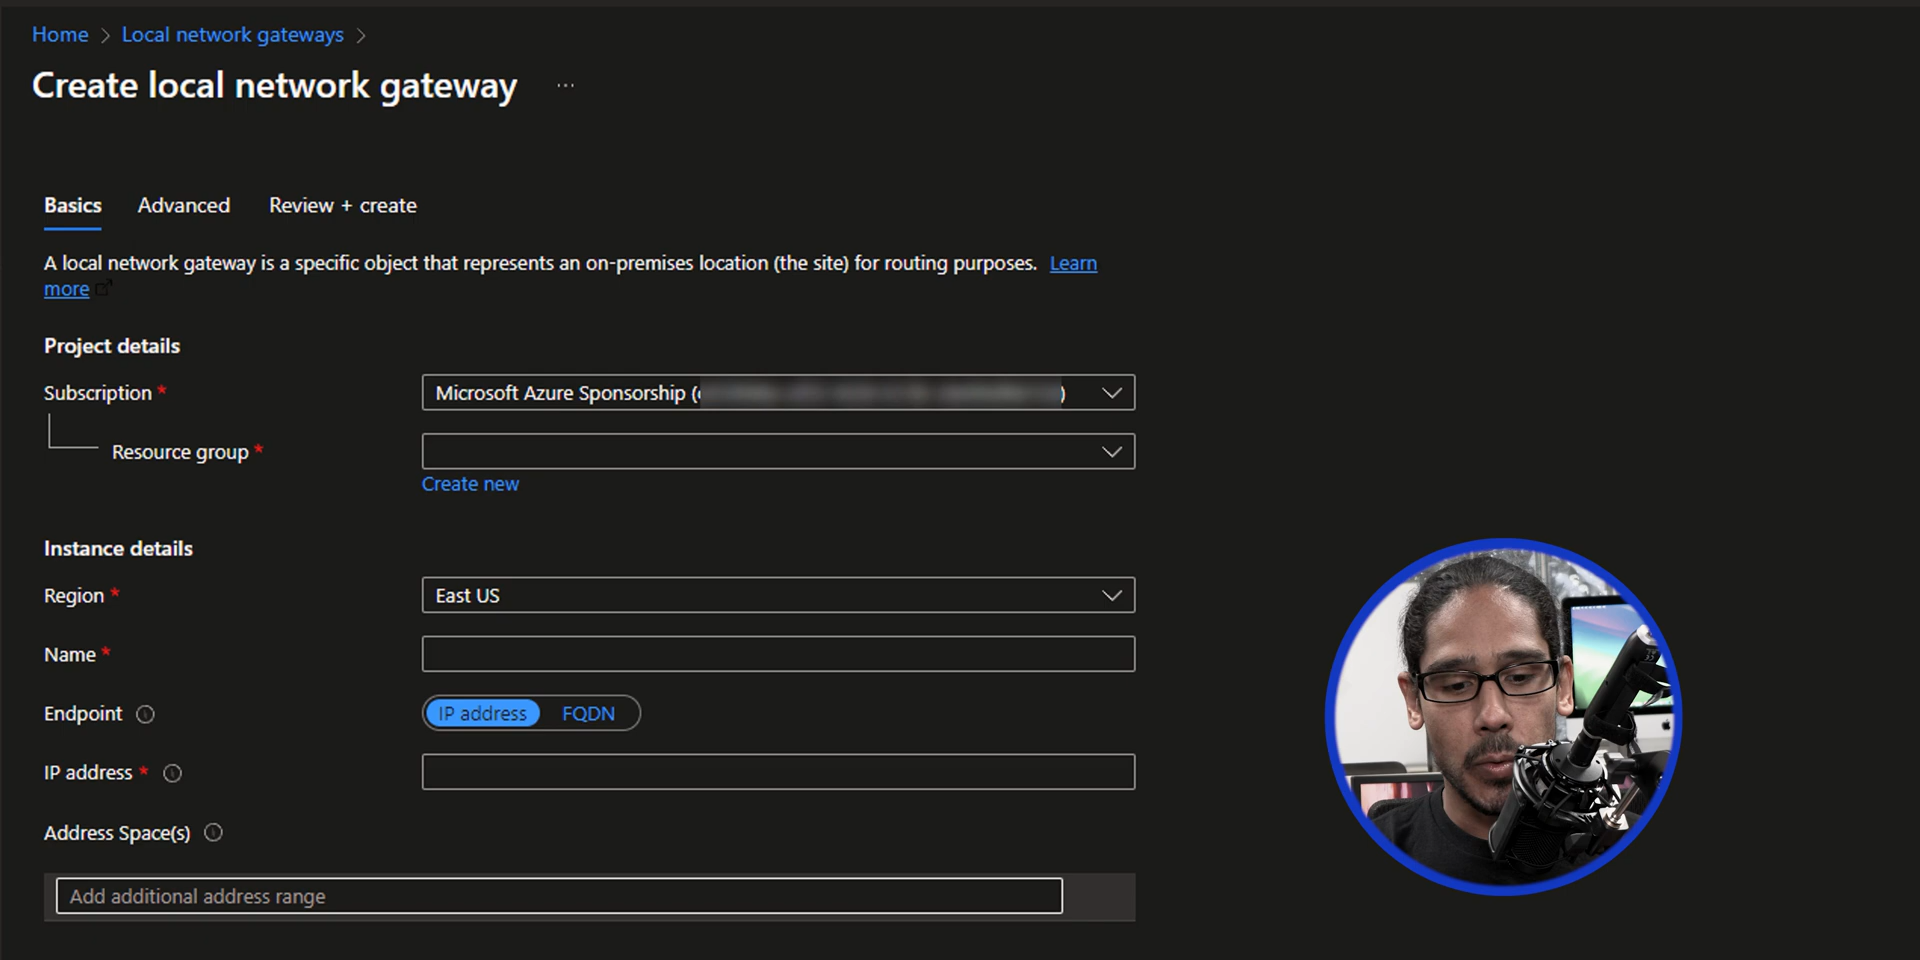 Home > Local network gateways >
Create local network gateway ...
Basics Advanced Review + create
A local network gateway is a specific object that represents an on-premises location (the site) for routing purposes. Learn
more
Project details
Subscription * Microsoft Azure Sponsorship ( )
Resource group *
Create new
Instance details
Region * East US
Name *
Endpoint IP address FQDN
IP address *
Address Space(s)
Add additional address range